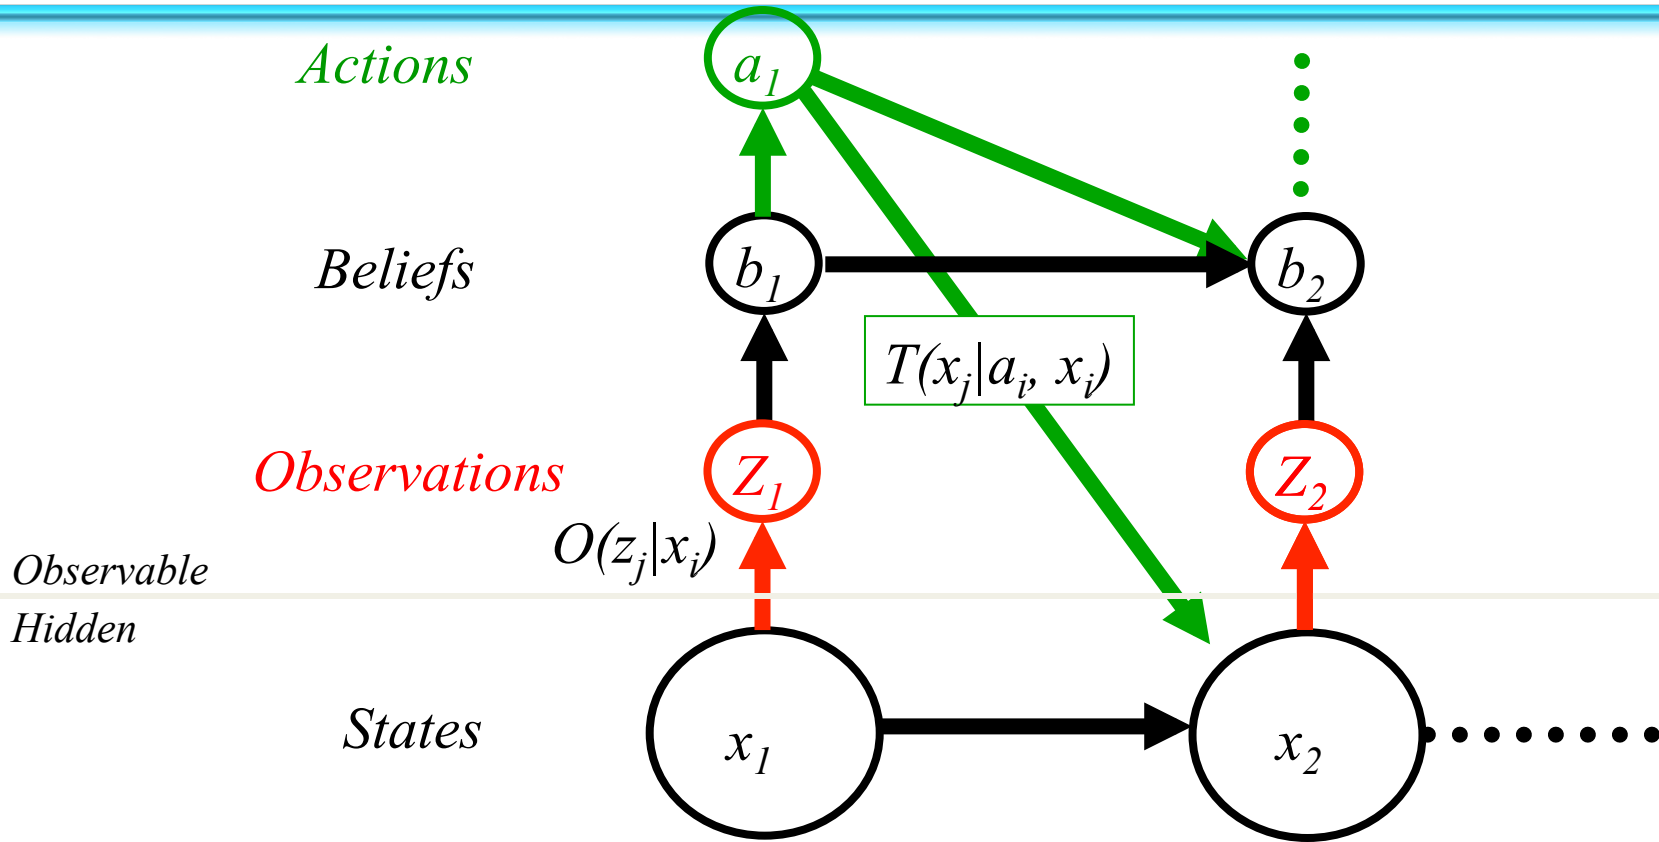 Actions
a1
Beliefs
b1
b2
T(xj|ai, xi)
Observations
Z1
Z2
O(zj|xi)
Observable
Hidden
States
x1
x2